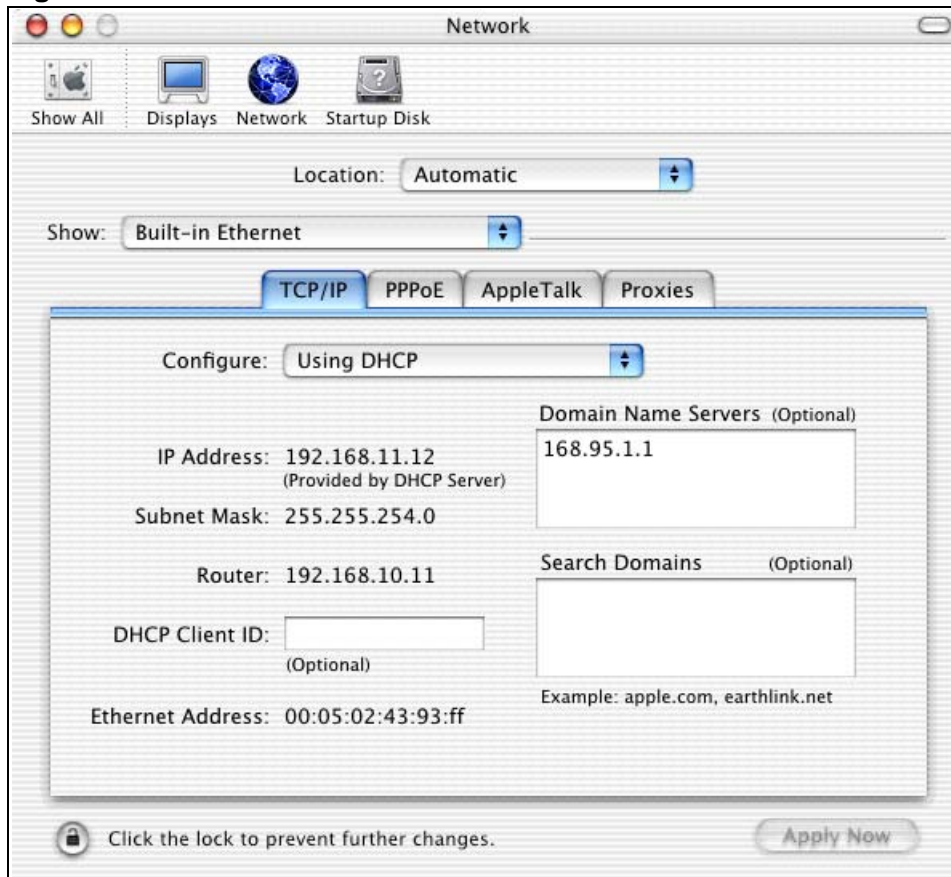 Network
Show All Displays Network Startup Disk
Location: Automatic
Show: Built-in Ethernet
TCP/IP PPPoE AppleTalk Proxies
Configure: Using DHCP
Domain Name Servers (Optional)
168.95.1.1
IP Address: 192.168.11.12
(Provided by DHCP Server)
Subnet Mask: 255.255.254.0
Router: 192.168.10.11
Search Domains (Optional)
DHCP Client ID:
(Optional)
Example: apple.com, earthlink.net
Ethernet Address: 00:05:02:43:93:ff
Click the lock to prevent further changes.
Apply Now